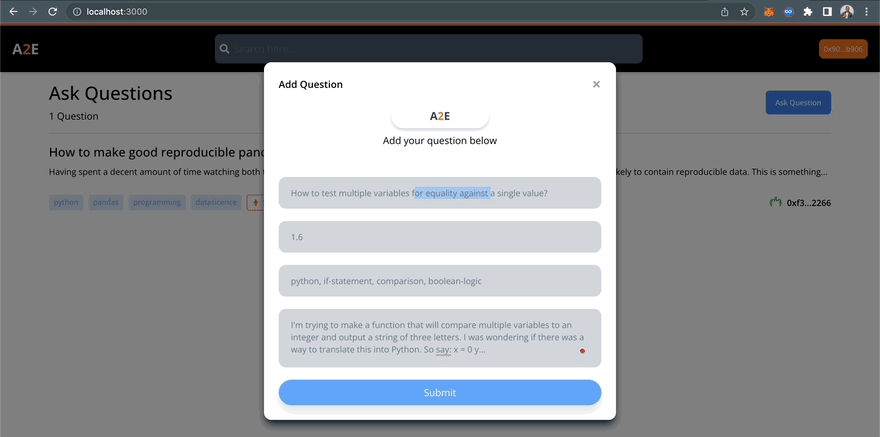 localhost:3000
A2E
Search here...
0x90...b906
Ask Questions
1 Question
Ask Question
Add Question
×
A2E
Add your question below
How to make good reproducible pand
Having spent a decent amount of time watching both t
kely to contain reproducible data. This is something...
python
pandas
programming
datascience
0xf3...2266
How to test multiple variables for equality against a single value?
1.6
python, if-statement, comparison, boolean-logic
I'm trying to make a function that will compare multiple variables to an
integer and output a string of three letters. I was wondering if there was a
way to translate this into Python. So say: x = 0 y...
Submit